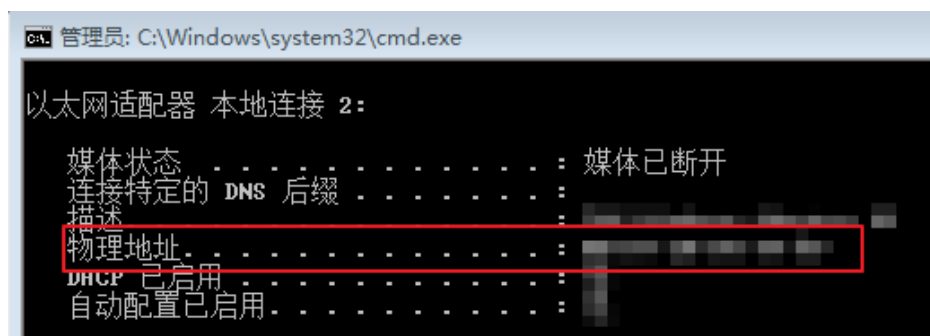 管理员: C:\Windows\system32\cmd.exe
以太网适配器 本地连接 2:
媒体状态 . . . . . . . . . . . . : 媒体已断开
连接特定的 DNS 后缀 . . . . . . . :
描述. . . . . . . . . . . . . . . :
物理地址. . . . . . . . . . . . . :
DHCP 已启用 . . . . . . . . . . . :
自动配置已启用. . . . . . . . . . :